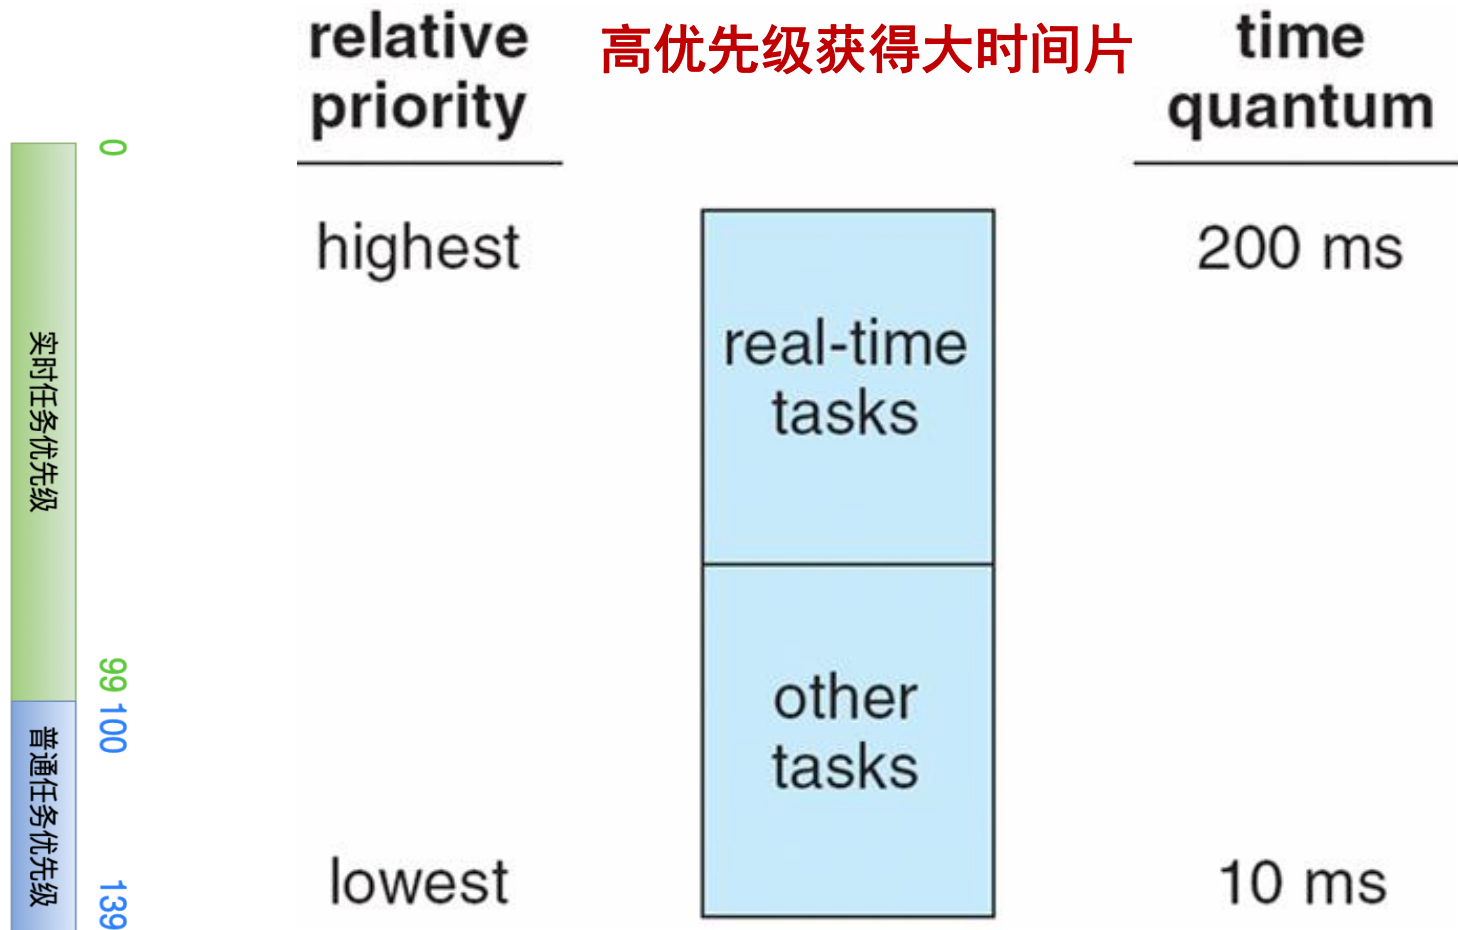 relative
priority
高优先级获得大时间片
time
quantum
0
实时任务优先级
99
100
普通任务优先级
139
highest
real-time
tasks
200 ms
other
tasks
lowest
10 ms